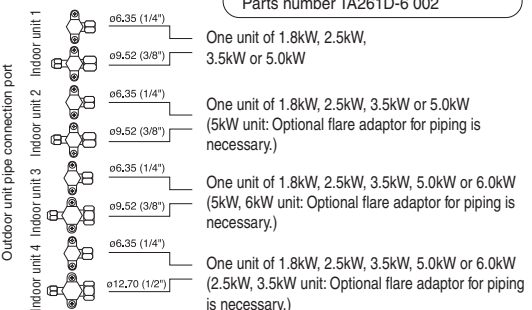 Parts number TA261D-6 002
Outdoor unit pipe connection port
Indoor unit 1
ø6.35 (1/4")
ø9.52 (3/8")
One unit of 1.8kW, 2.5kW,
3.5kW or 5.0kW
Indoor unit 2
ø6.35 (1/4")
ø9.52 (3/8")
One unit of 1.8kW, 2.5kW, 3.5kW or 5.0kW
(5kW unit: Optional flare adaptor for piping is
necessary.)
Indoor unit 3
ø6.35 (1/4")
ø9.52 (3/8")
One unit of 1.8kW, 2.5kW, 3.5kW, 5.0kW or 6.0kW
(5kW, 6kW unit: Optional flare adaptor for piping is
necessary.)
Indoor unit 4
ø6.35 (1/4")
ø12.70 (1/2")
One unit of 1.8kW, 2.5kW, 3.5kW, 5.0kW or 6.0kW
(2.5kW, 3.5kW unit: Optional flare adaptor for piping
is necessary.)